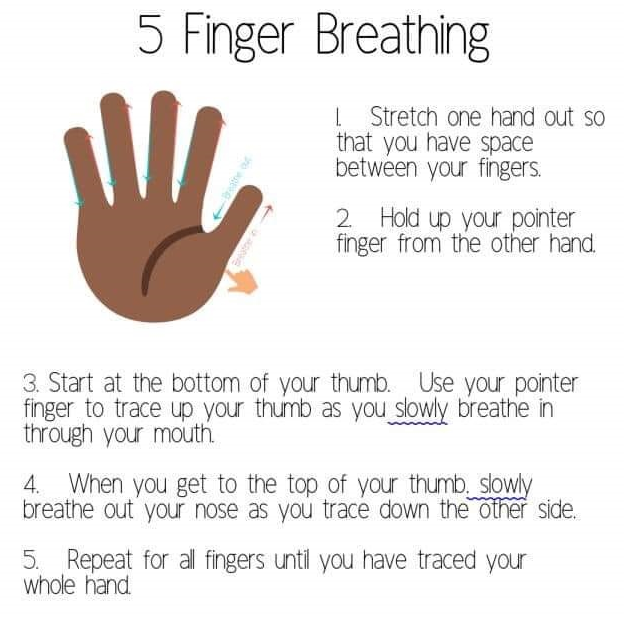 5 Finger Breathing
1. Stretch one hand out so
that you have space
between your fingers.
2. Hold up your pointer
finger from the other hand.
Breathe out
Breathe in
3. Start at the bottom of your thumb. Use your pointer
finger to trace up your thumb as you slowly breathe in
through your mouth.
4. When you get to the top of your thumb, slowly
breathe out your nose as you trace down the other side.
5. Repeat for all fingers until you have traced your
whole hand.